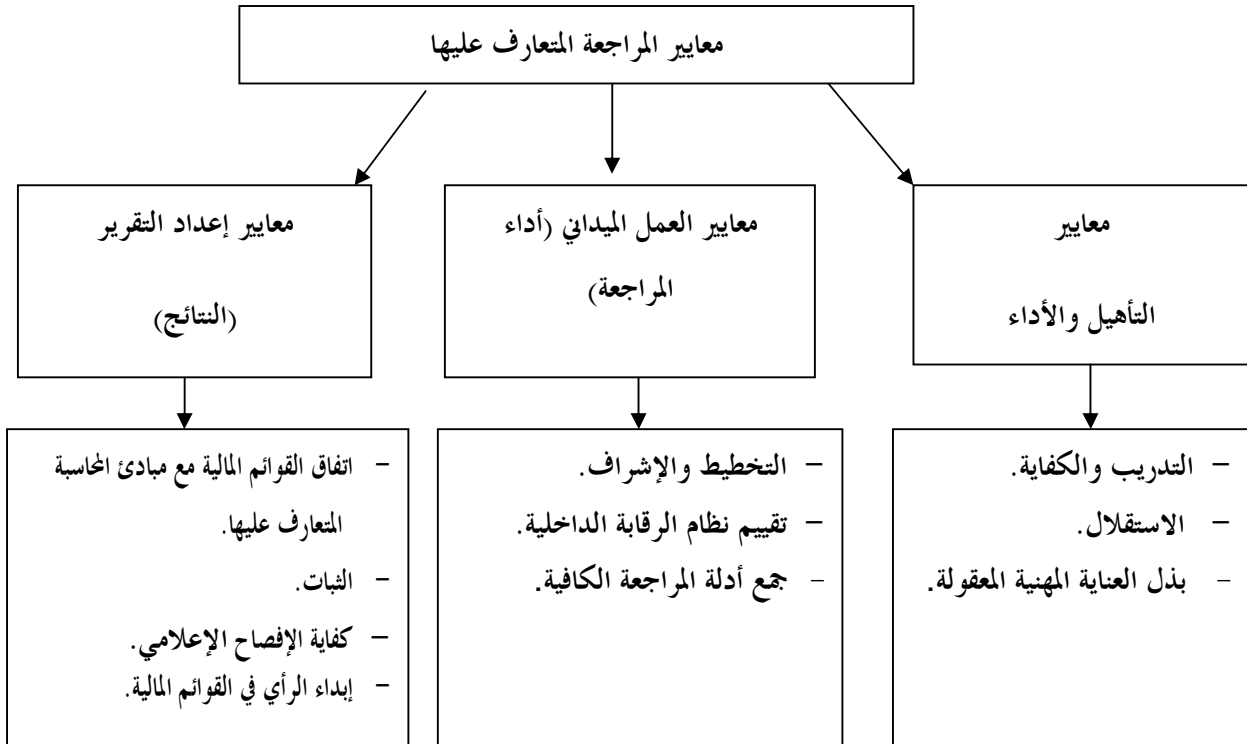 معايير المراجعة المتعارف عليها
معايير
التأهيل والأداء
معايير العمل الميداني (أداء
المراجعة)
معايير إعداد التقرير
(النتائج)
– التدريب والكفاية.
– الاستقلال.
- بذل العناية المهنية المعقولة.
– التخطيط والإشراف.
– تقييم نظام الرقابة الداخلية.
- جمع أدلة المراجعة الكافية.
- اتفاق القوائم المالية مع مبادئ المحاسبة
المتعارف عليها.
- الثبات.
– كفاية الإفصاح الإعلامي.
- إبداء الرأي في القوائم المالية.